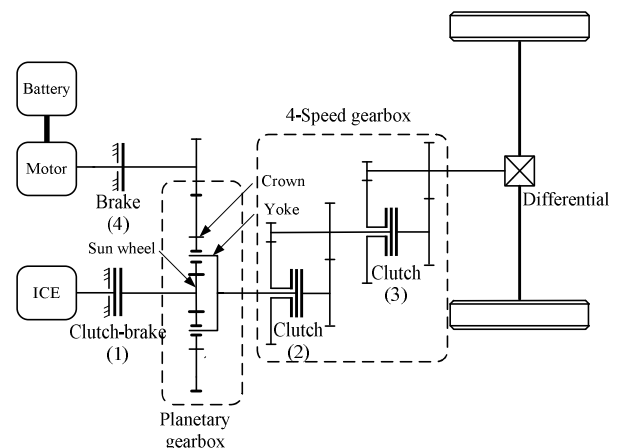 Battery
4-Speed gearbox
Motor
Brake
(4)
Crown
Yoke
Differential
Sun wheel
Clutch
(3)
ICE
Clutch-brake
(1)
Clutch
(2)
Planetary
gearbox